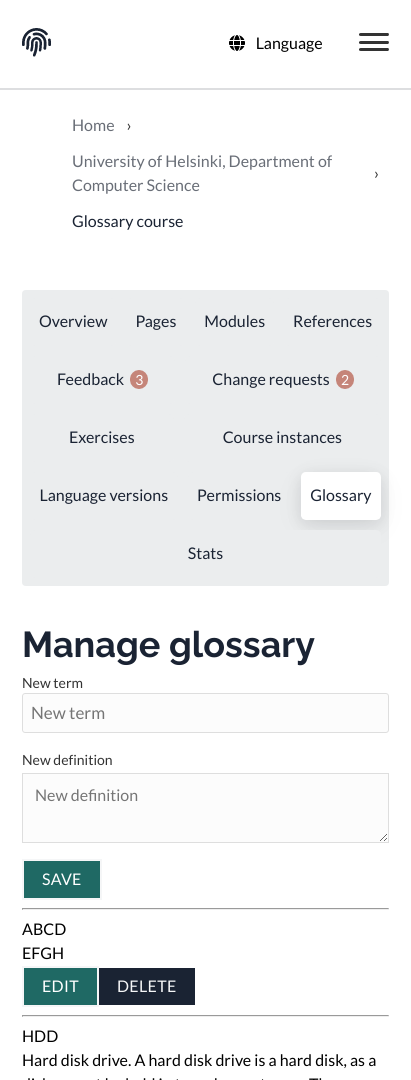 Language
Home ›
University of Helsinki, Department of
Computer Science ›
Glossary course
Overview Pages Modules References
Feedback 3 Change requests 2
Exercises Course instances
Language versions Permissions Glossary
Stats
Manage glossary
New term
New term
New definition
New definition
SAVE
ABCD
EFGH
EDIT DELETE
HDD
Hard disk drive. A hard disk drive is a hard disk, as a